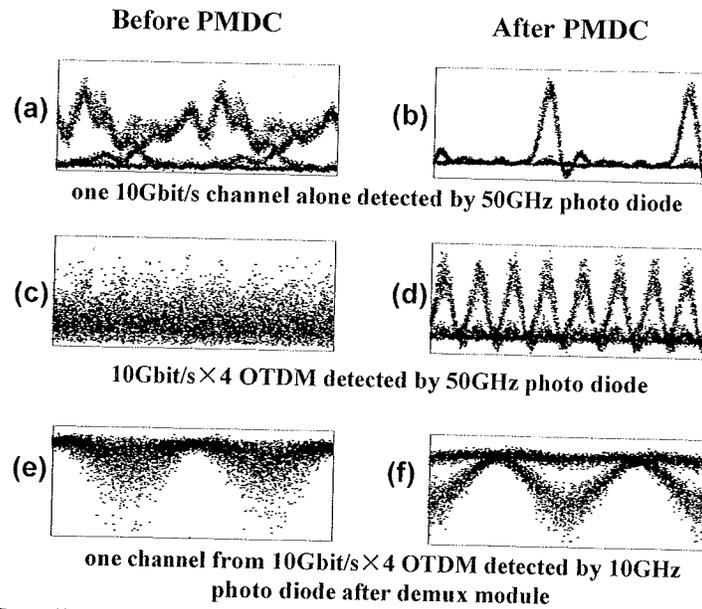 Before PMDC After PMDC
(a) (b)
one 10Gbit/s channel alone detected by 50GHz photo diode
(c) (d)
10Gbit/s×4 OTDM detected by 50GHz photo diode
(e) (f)
one channel from 10Gbit/s×4 OTDM detected by 10GHz
photo diode after demux module